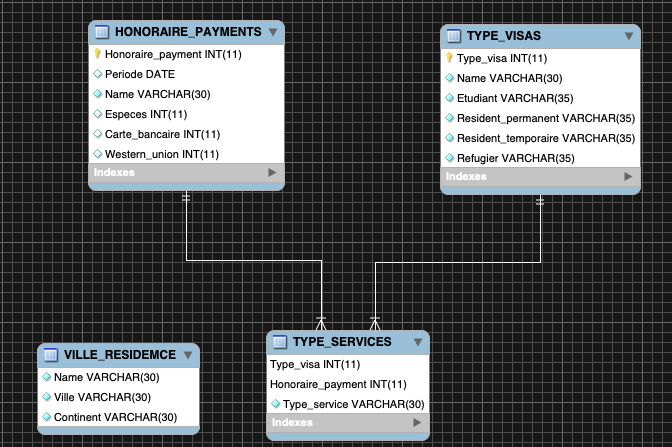 HONORAIRE_PAYMENTS
Honoraire_payment INT(11)
Periode DATE
Name VARCHAR(30)
Especes INT(11)
Carte_bancaire INT(11)
Western_union INT(11)
Indexes
TYPE_VISAS
Type_visa INT(11)
Name VARCHAR(30)
Etudiant VARCHAR(35)
Resident_permanent VARCHAR(35)
Resident_temporaire VARCHAR(35)
Refugier VARCHAR(35)
Indexes
VILLE_RESIDEMCE
Name VARCHAR(30)
Ville VARCHAR(30)
Continent VARCHAR(30)
TYPE_SERVICES
Type_visa INT(11)
Honoraire_payment INT(11)
Type_service VARCHAR(30)
Indexes